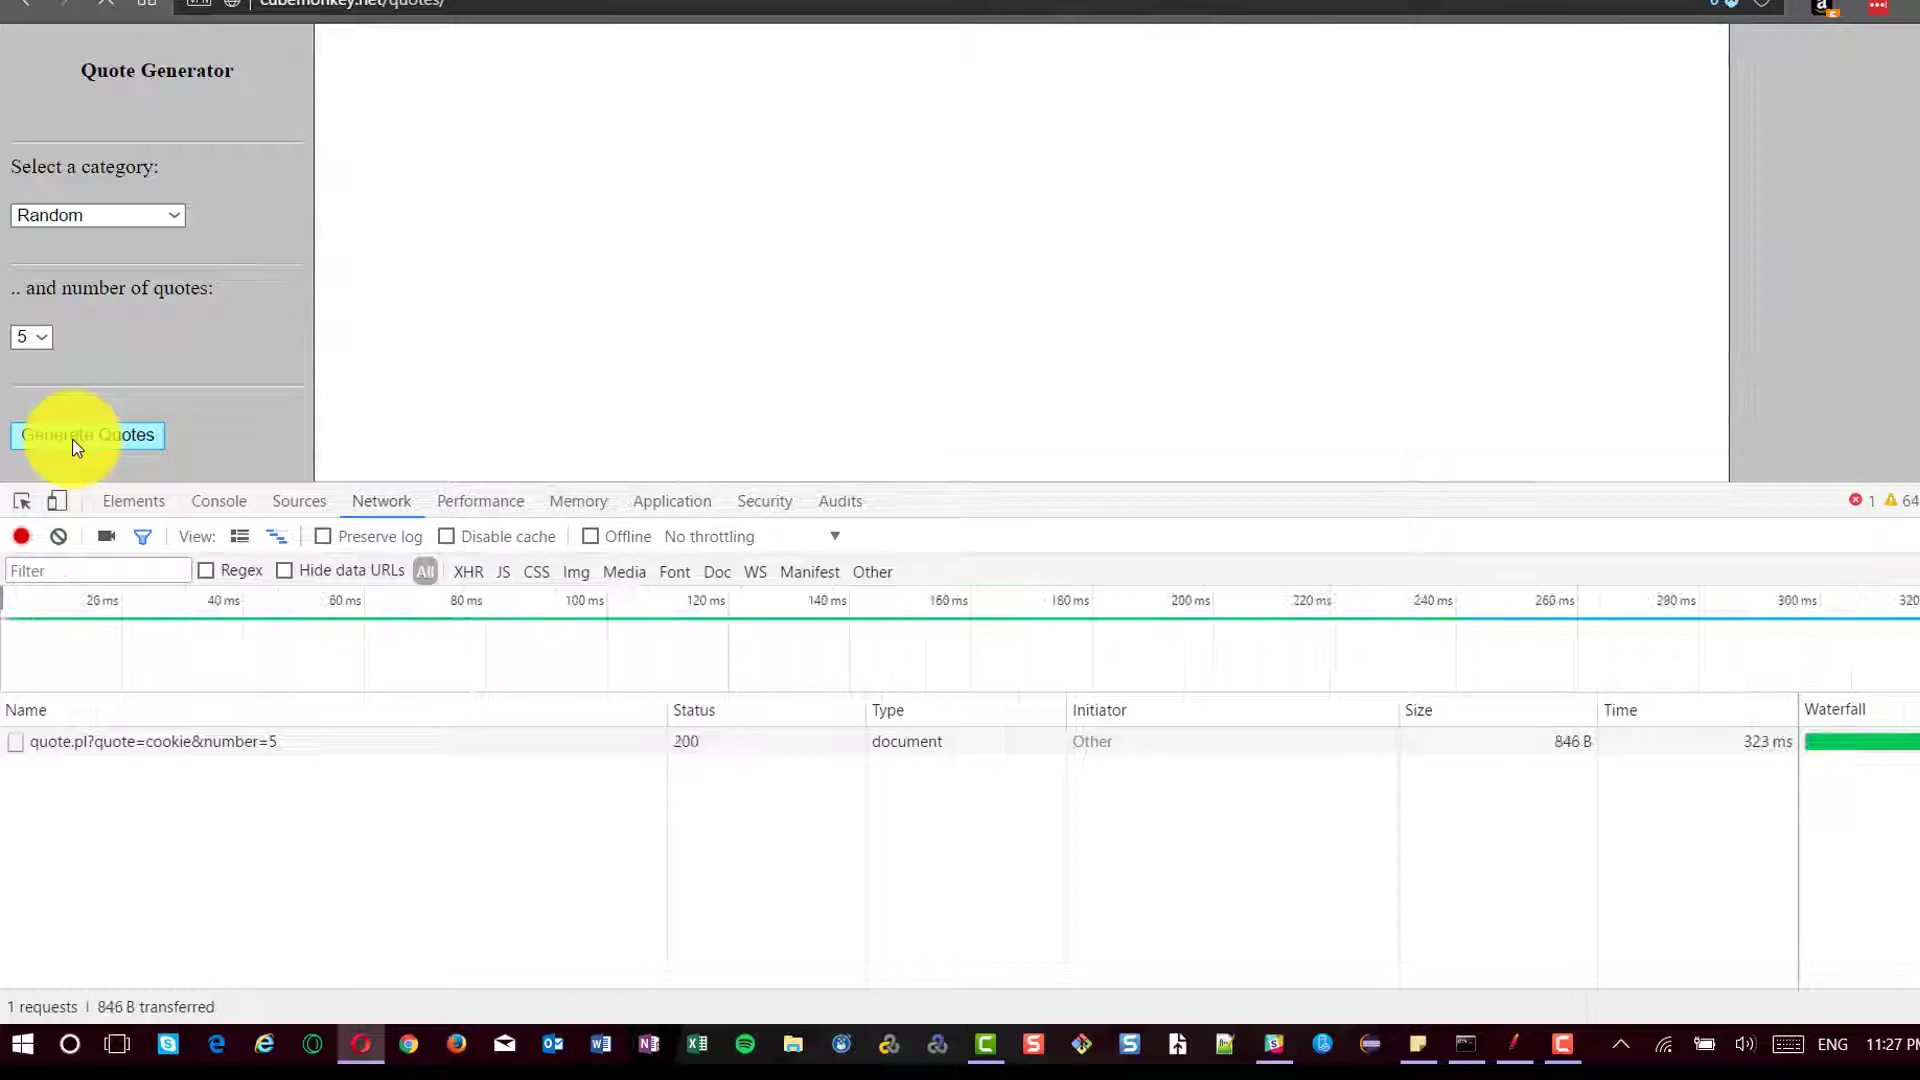 cubemonkey.net/quotes/
Quote Generator
Select a category:
Random
.. and number of quotes:
5
Generate Quotes
Elements Console Sources Network Performance Memory Application Security Audits 1 64
View: Preserve log Disable cache Offline No throttling
Filter Regex Hide data URLs All XHR JS CSS Img Media Font Doc WS Manifest Other
20 ms 40 ms 60 ms 80 ms 100 ms 120 ms 140 ms 160 ms 180 ms 200 ms 220 ms 240 ms 260 ms 280 ms 300 ms 320
Name Status Type Initiator Size Time Waterfall
quote.pl?quote=cookie&number=5 200 document Other 846 B 323 ms
1 requests | 846 B transferred
ENG 11:27 PM